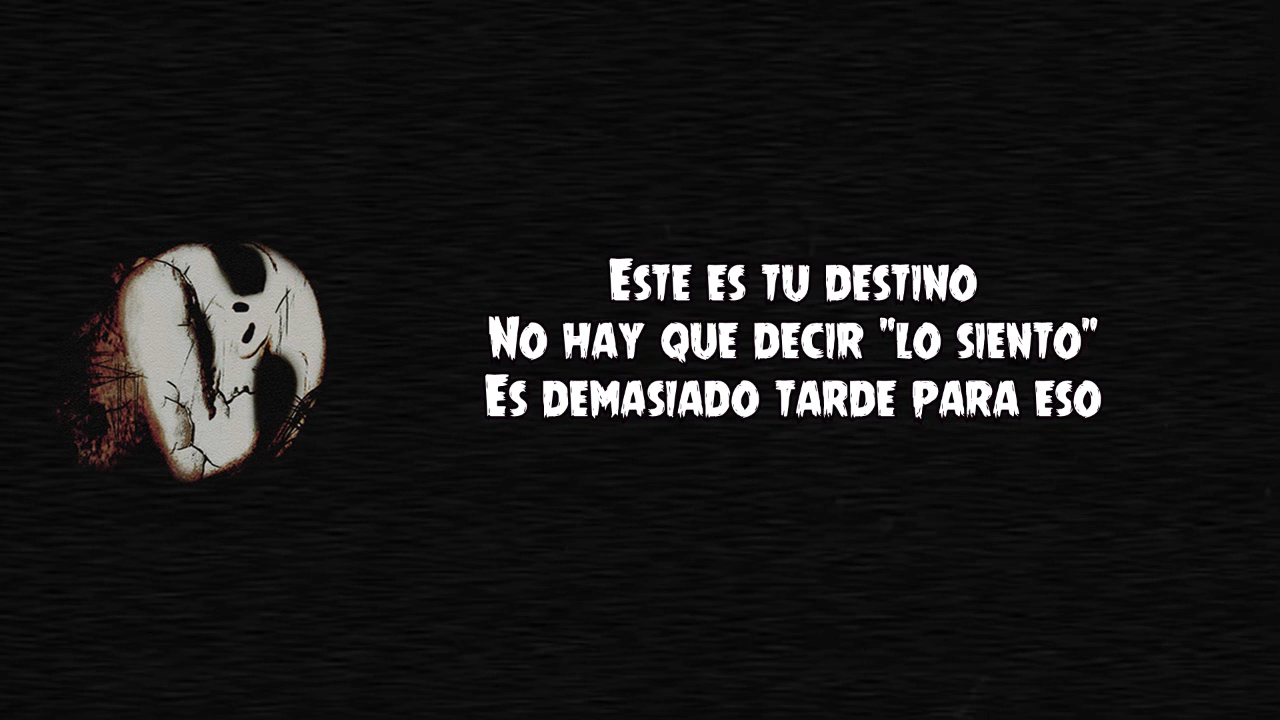 Este es tu destino
No hay que decir "lo siento"
Es demasiado tarde para eso